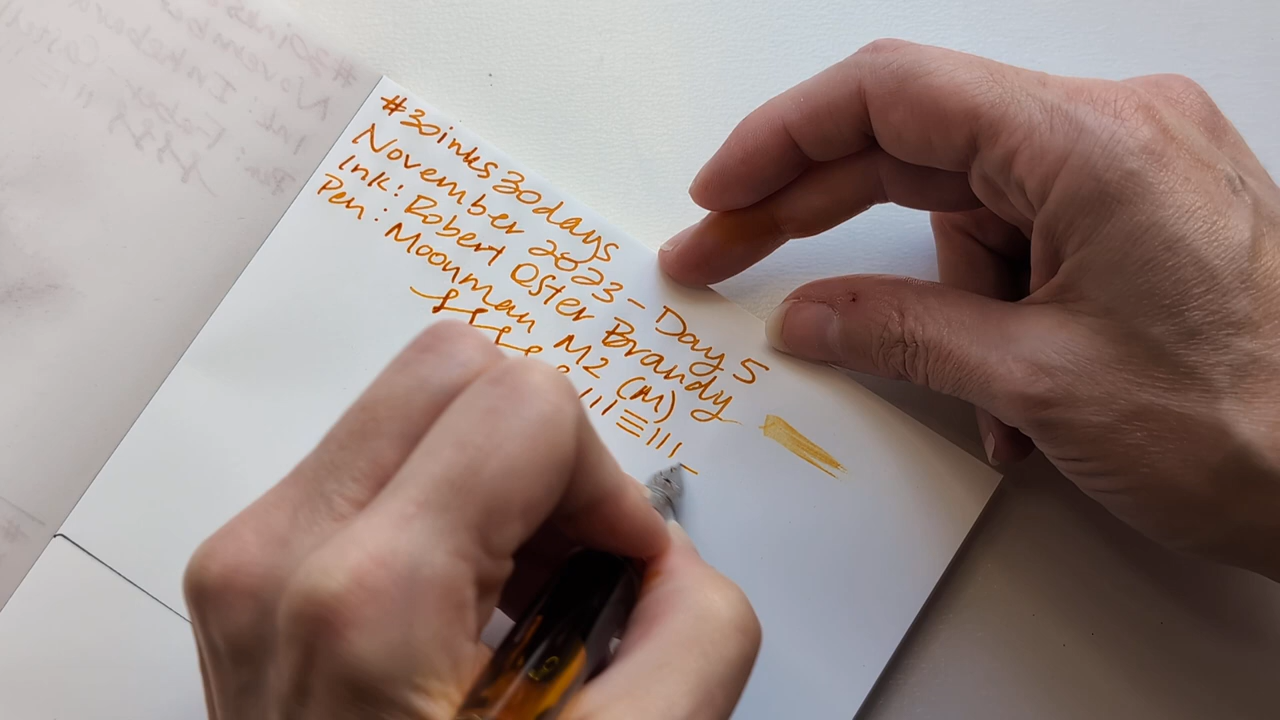 #30inks30days
November 2023 - Day 5
Ink: Robert Oster Brandy
Pen: Moonman M2 (M)